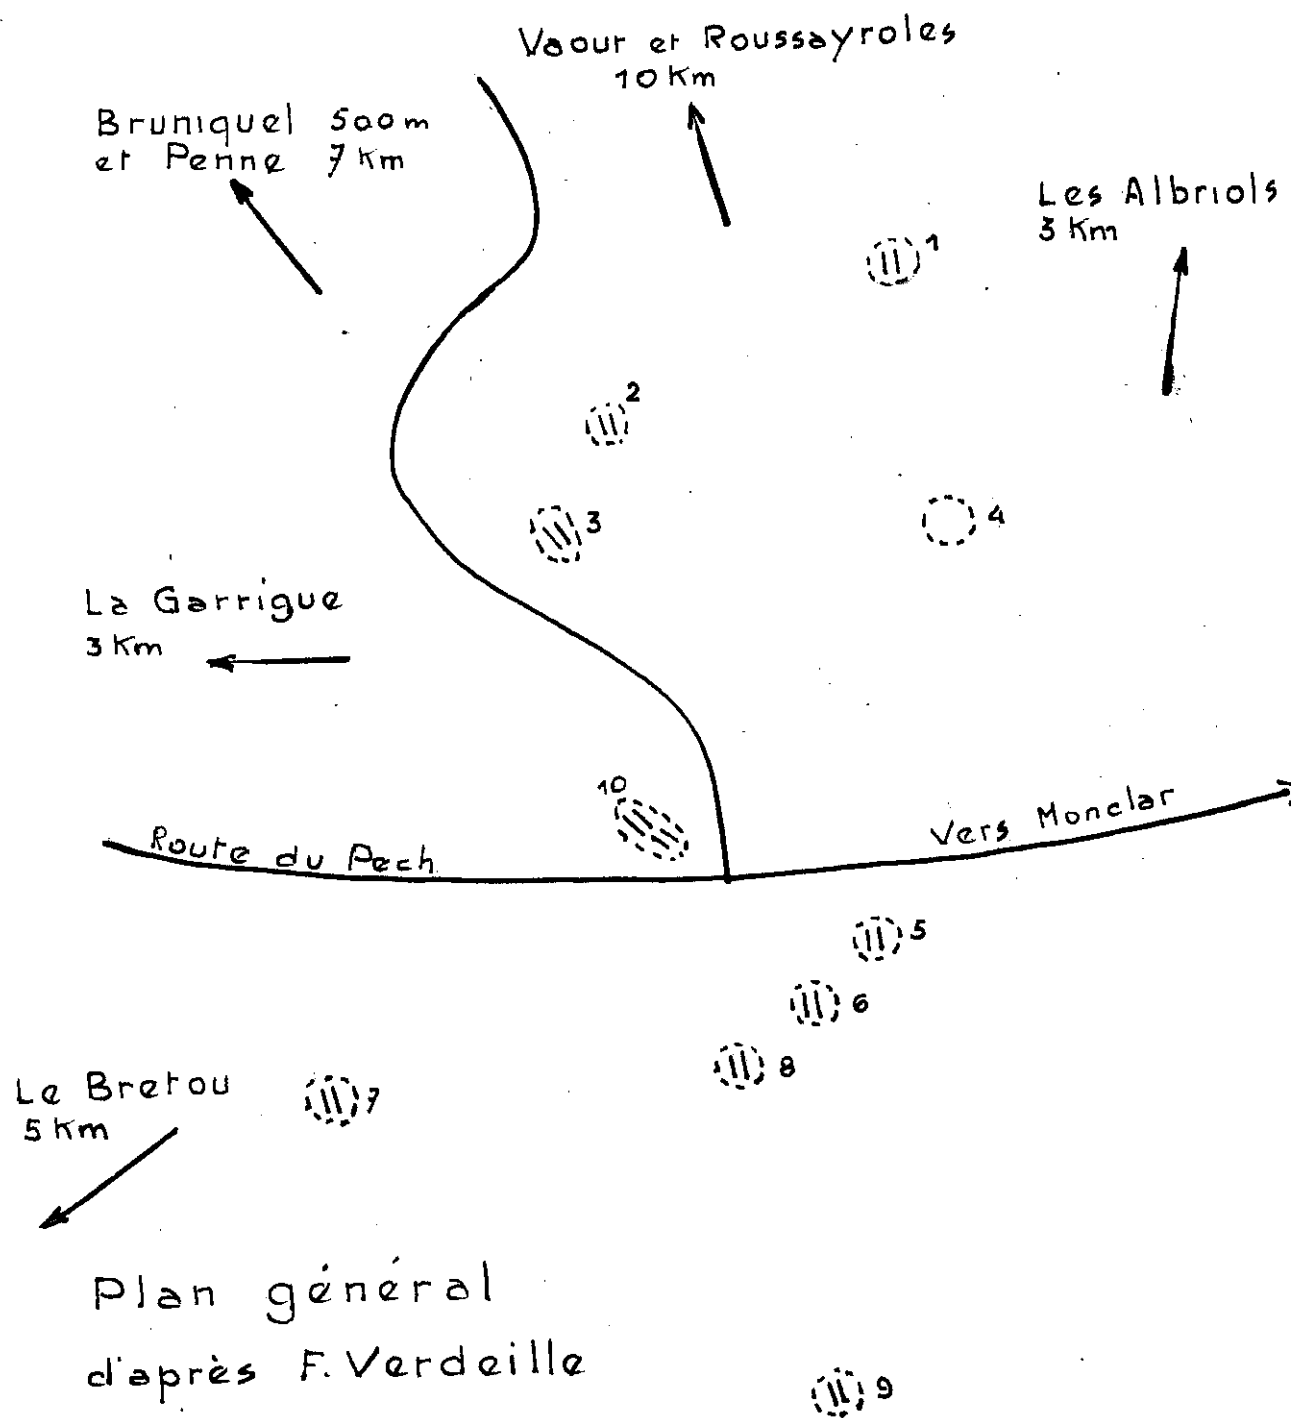 Vaour et Roussayroles
10 Km
Bruniquel 500 m
et Penne 7 Km
Les Albriols
3 Km
1
2
3
4
La Garrigue
3 Km
10
Route du Pech
Vers Monclar
5
6
8
7
Le Bretou
5 Km
Plan général
d'après F. Verdeille
9